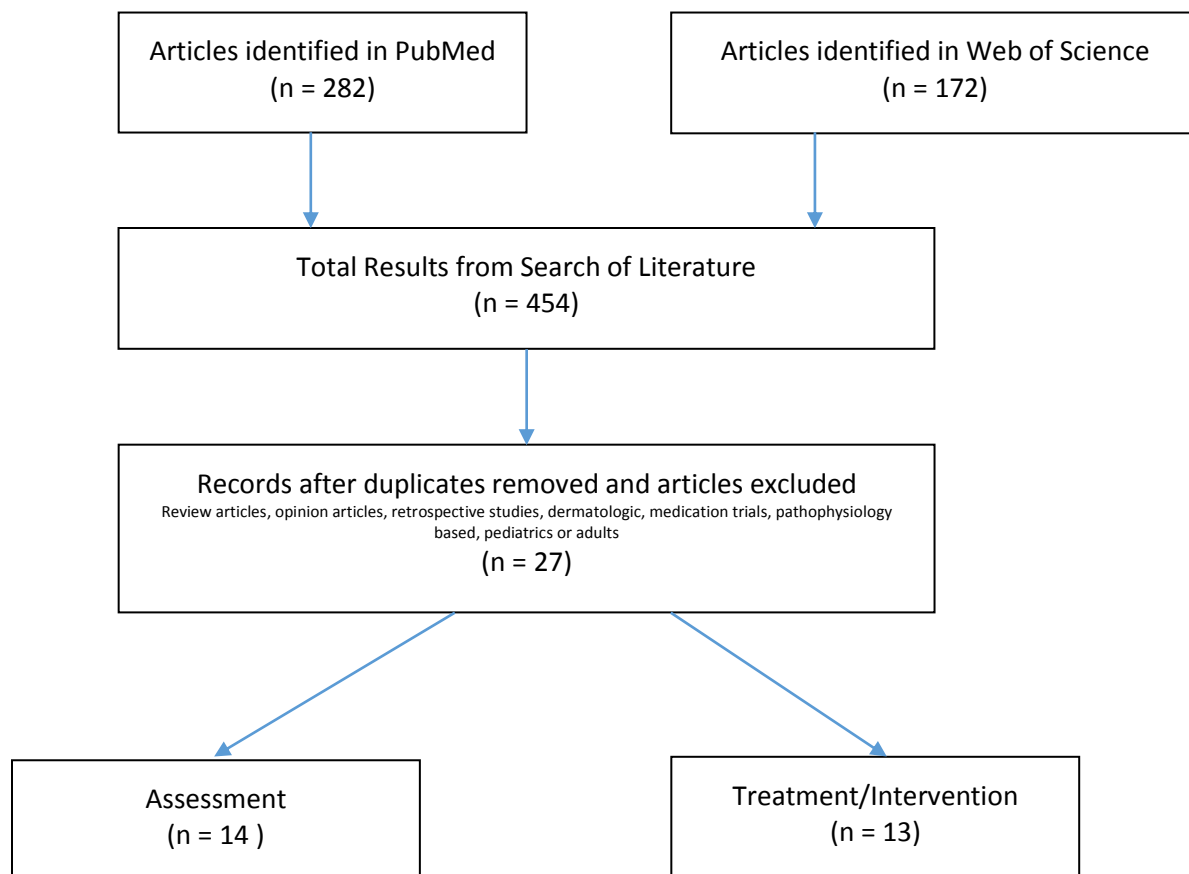 Articles identified in PubMed
(n = 282)
Articles identified in Web of Science
(n = 172)
Total Results from Search of Literature
(n = 454)
Records after duplicates removed and articles excluded
Review articles, opinion articles, retrospective studies, dermatologic, medication trials, pathophysiology
based, pediatrics or adults
(n = 27)
Assessment
(n = 14 )
Treatment/Intervention
(n = 13)